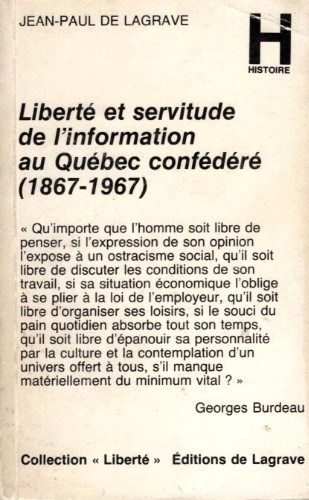 JEAN-PAUL DE LAGRAVE
H
HISTOIRE
Liberté et servitude
de l'information
au Québec confédéré
(1867-1967)
« Qu'importe que l'homme soit libre de
penser, si l'expression de son opinion
l'expose à un ostracisme social, qu'il soit
libre de discuter les conditions de son
travail, si sa situation économique l'oblige
à se plier à la loi de l'employeur, qu'il soit
libre d'organiser ses loisirs, si le souci du
pain quotidien absorbe tout son temps,
qu'il soit libre d'épanouir sa personnalité
par la culture et la contemplation d'un
univers offert à tous, s'il manque
matériellement du minimum vital ? »
Georges Burdeau
Collection « Liberté » Éditions de Lagrave